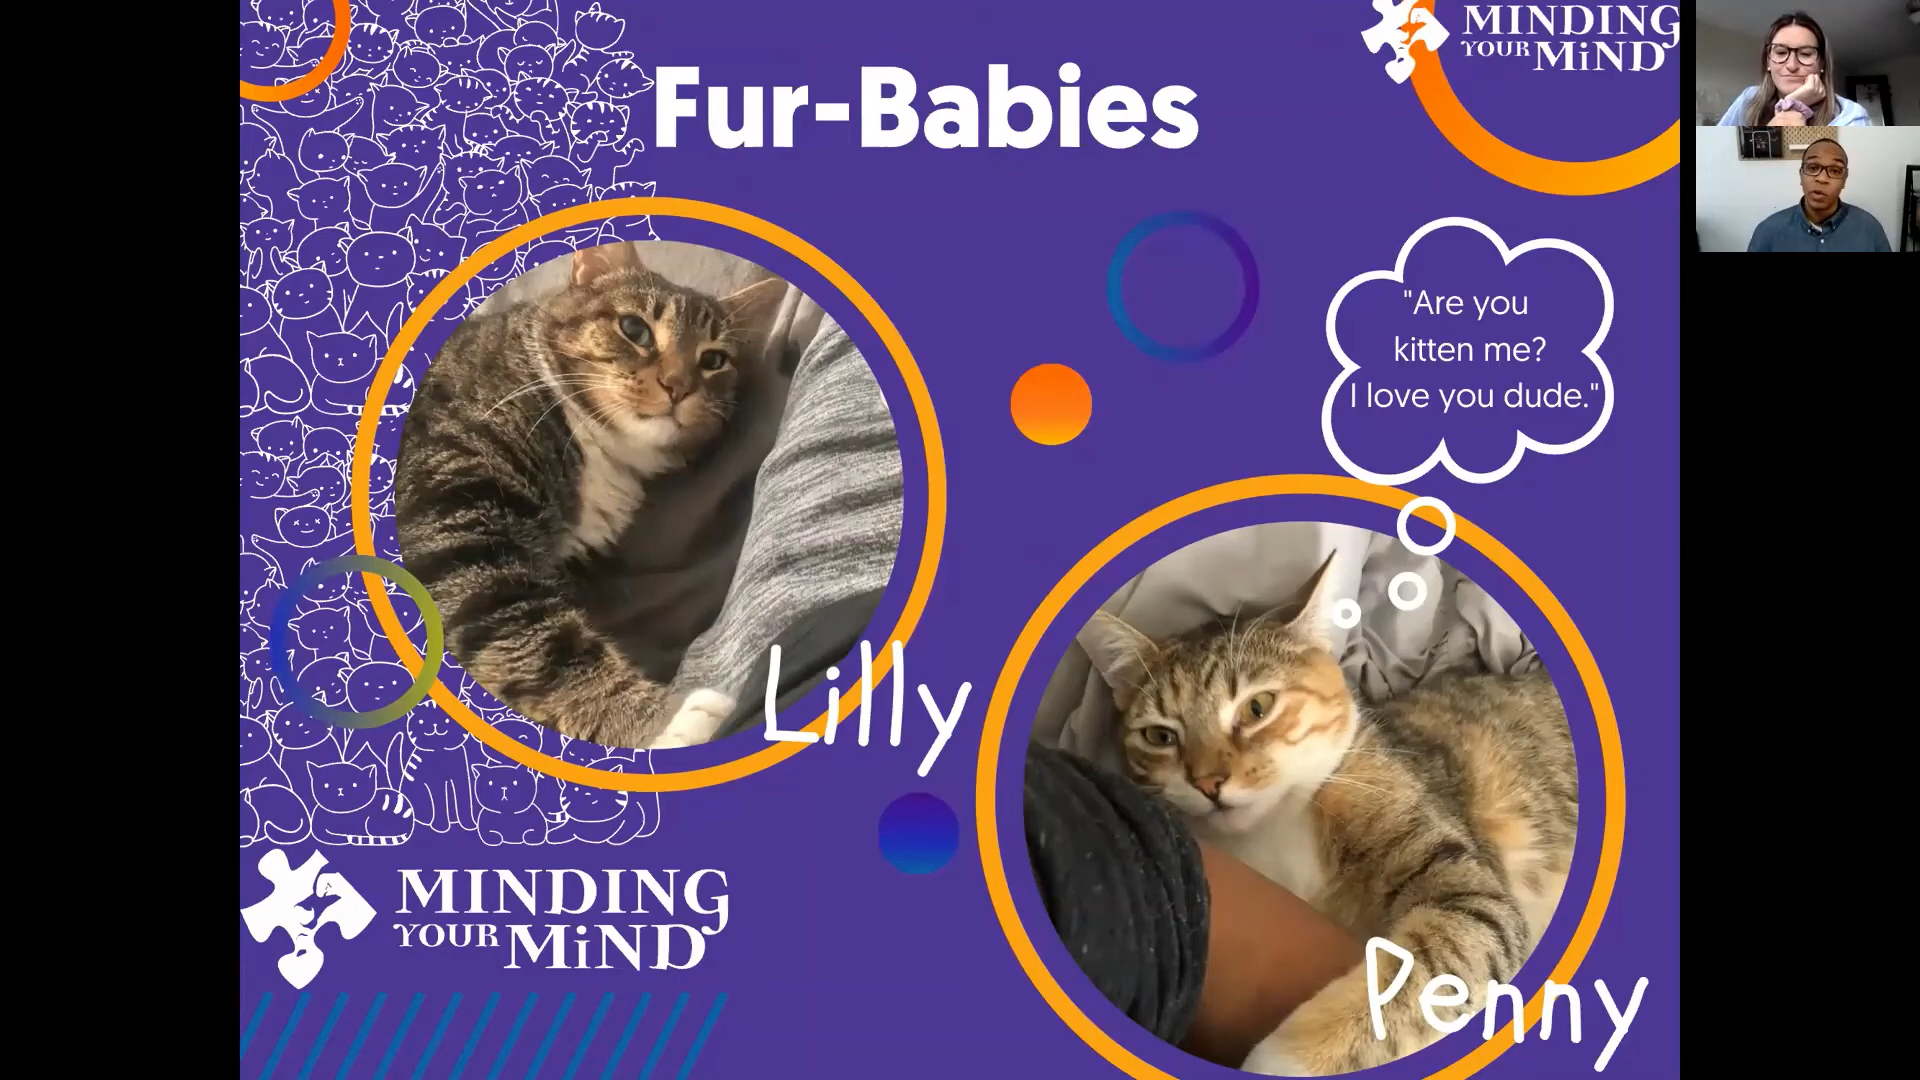 Fur-Babies
MINDING
YOUR MiND
"Are you
kitten me?
I love you dude."
Lilly
Penny
MINDING
YOUR MiND